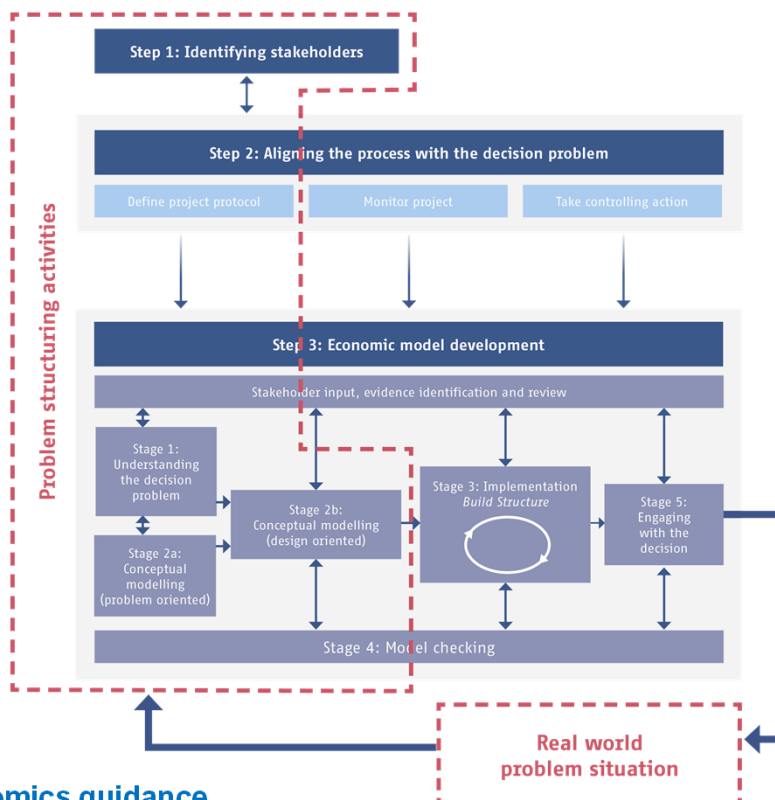 Step 1: Identifying stakeholders
Step 2: Aligning the process with the decision problem
Define project protocol
Monitor project
Take controlling action
Problem structuring activities
Step 3: Economic model development
Stakeholder input, evidence identification and review
Stage 1:
Understanding
the decision
problem
Stage 2a:
Conceptual
modelling
(problem oriented)
Stage 2b:
Conceptual modelling
(design oriented)
Stage 3: Implementation
Build Structure
Stage 5:
Engaging
with the
decision
Stage 4: Model checking
Real world
problem situation
guidance